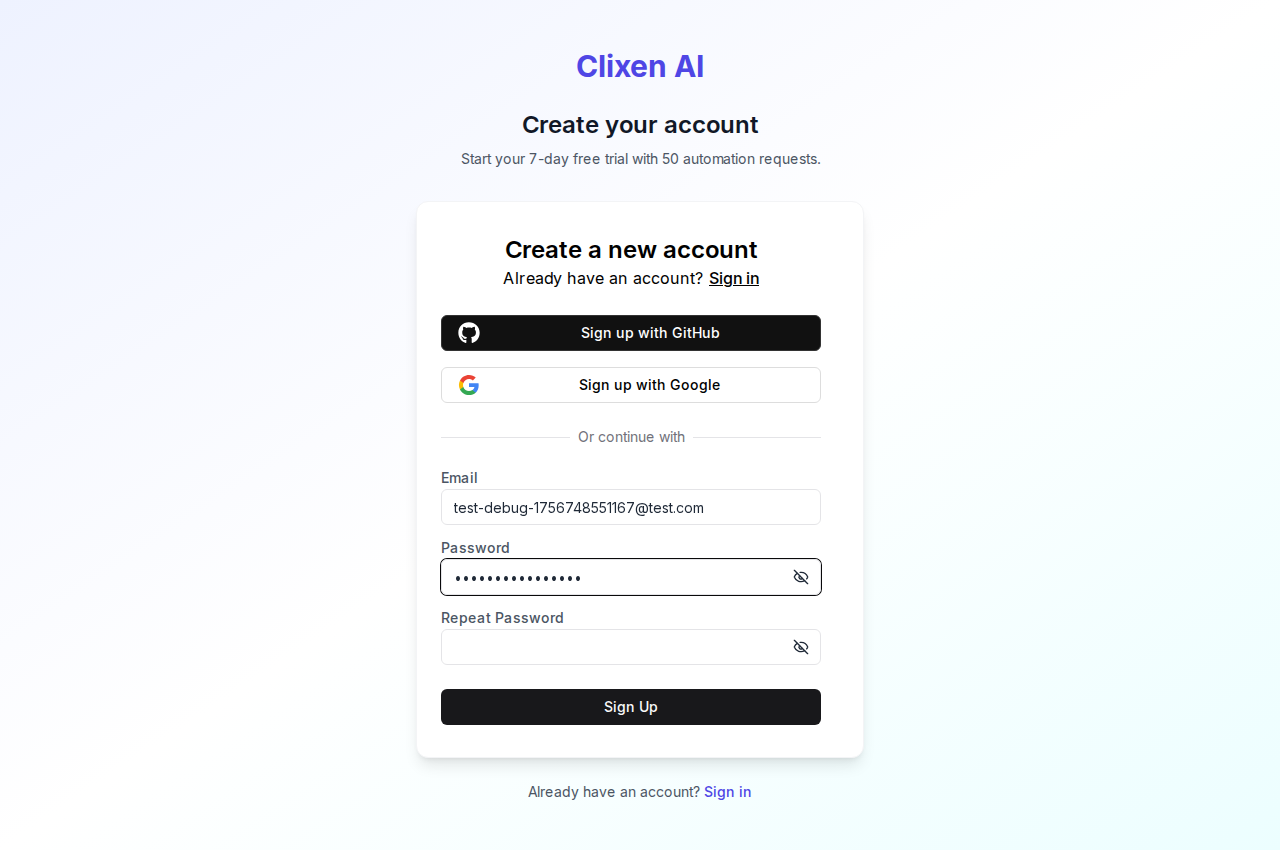 Clixen AI
Create your account
Start your 7-day free trial with 50 automation requests.
Create a new account
Already have an account? Sign in
Sign up with GitHub
Sign up with Google
Or continue with
Email
test-debug-1756748551167@test.com
Password
••••••••••••••••
Repeat Password
Sign Up
Already have an account? Sign in